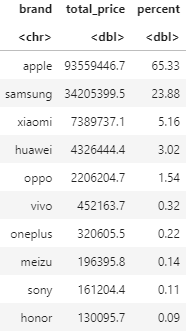 brand total_price percent
<chr> <dbl> <dbl>
apple 93559446.7 65.33
samsung 34205399.5 23.88
xiaomi 7389737.1 5.16
huawei 4326444.4 3.02
oppo 2206204.7 1.54
vivo 452163.7 0.32
oneplus 320605.5 0.22
meizu 196395.8 0.14
sony 161204.4 0.11
honor 130095.7 0.09